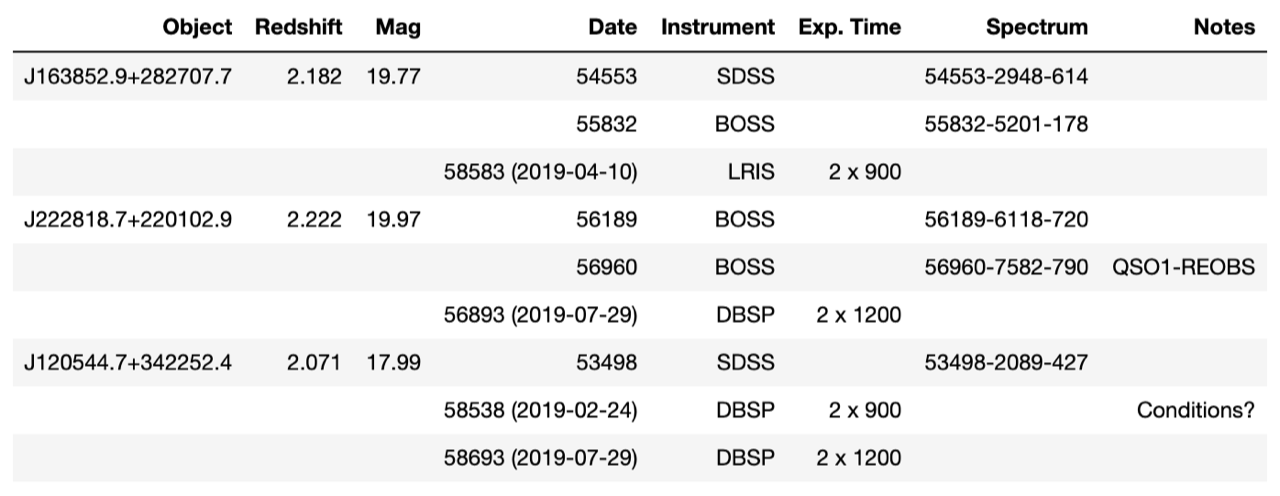 Object Redshift Mag Date Instrument Exp. Time Spectrum Notes
J163852.9+282707.7 2.182 19.77 54553 SDSS 54553-2948-614
55832 BOSS 55832-5201-178
58583 (2019-04-10) LRIS 2 x 900
J222818.7+220102.9 2.222 19.97 56189 BOSS 56189-6118-720
56960 BOSS 56960-7582-790 QSO1-REOBS
56893 (2019-07-29) DBSP 2 x 1200
J120544.7+342252.4 2.071 17.99 53498 SDSS 53498-2089-427
58538 (2019-02-24) DBSP 2 x 900 Conditions?
58693 (2019-07-29) DBSP 2 x 1200